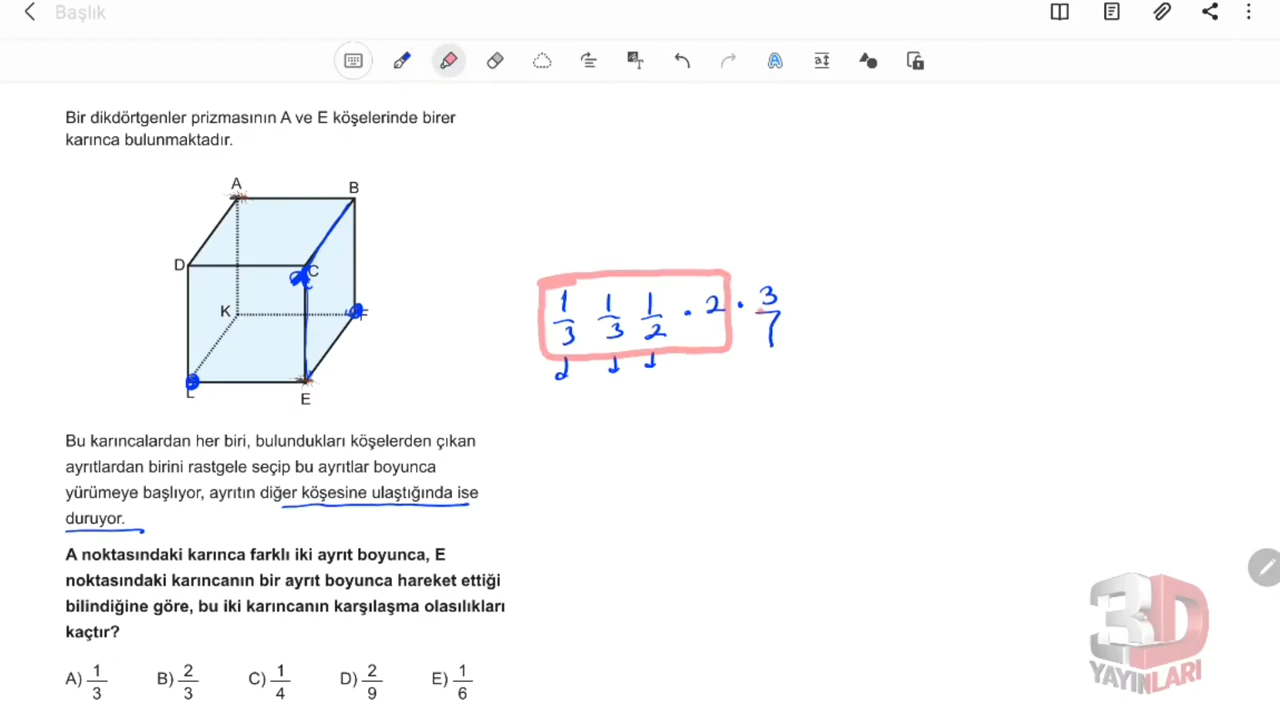 Başlık
Bir dikdörtgenler prizmasının A ve E köşelerinde birer
karınca bulunmaktadır.
A
B
D
C
K
F
L
E
1/3 1/3 1/2 · 2 · 3/7
Bu karıncalardan her biri, bulundukları köşelerden çıkan
ayrıtlardan birini rastgele seçip bu ayrıtlar boyunca
yürümeye başlıyor, ayrıtın diğer köşesine ulaştığında ise
duruyor.
A noktasındaki karınca farklı iki ayrıt boyunca, E
noktasındaki karıncanın bir ayrıt boyunca hareket ettiği
bilindiğine göre, bu iki karıncanın karşılaşma olasılıkları
kaçtır?
A) 1/3 B) 2/3 C) 1/4 D) 2/9 E) 1/6
3D
YAYINLARI